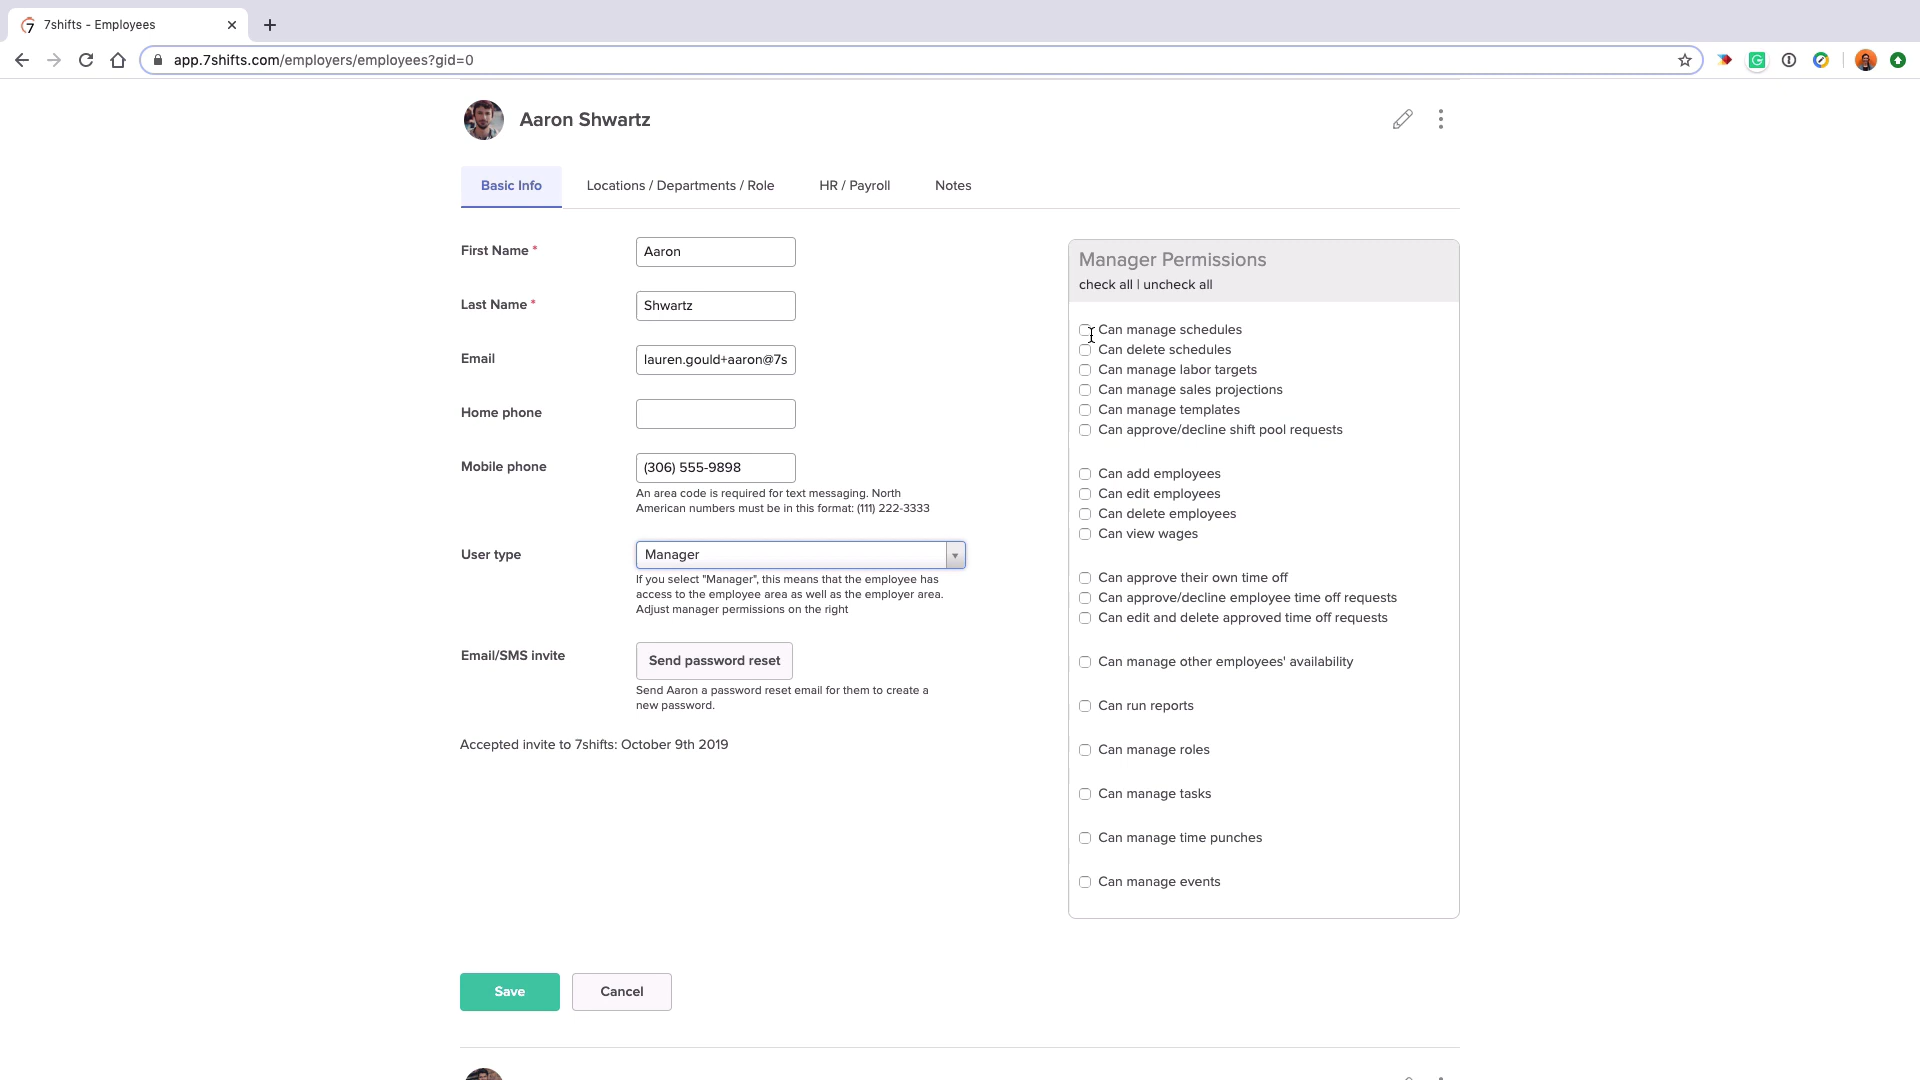 7shifts - Employees
app.7shifts.com/employers/employees?gid=0
Aaron Shwartz
Basic Info
Locations / Departments / Role
HR / Payroll
Notes
First Name *
Aaron
Last Name *
Shwartz
Email
lauren.gould+aaron@7s
Home phone
Mobile phone
(306) 555-9898
An area code is required for text messaging. North
American numbers must be in this format: (111) 222-3333
User type
Manager
If you select "Manager", this means that the employee has
access to the employee area as well as the employer area.
Adjust manager permissions on the right
Email/SMS invite
Send password reset
Send Aaron a password reset email for them to create a
new password.
Accepted invite to 7shifts: October 9th 2019
Manager Permissions
check all | uncheck all
Can manage schedules
Can delete schedules
Can manage labor targets
Can manage sales projections
Can manage templates
Can approve/decline shift pool requests
Can add employees
Can edit employees
Can delete employees
Can view wages
Can approve their own time off
Can approve/decline employee time off requests
Can edit and delete approved time off requests
Can manage other employees' availability
Can run reports
Can manage roles
Can manage tasks
Can manage time punches
Can manage events
Save
Cancel